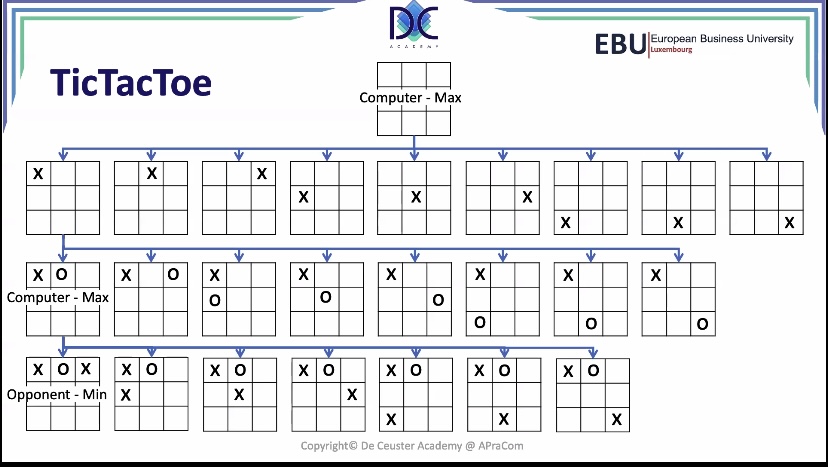 DC
ACADEMY
EBU European Business University
Luxembourg
TicTacToe
Computer - Max
X X X
X X X
X X X
X O X O X X X X X X
Computer - Max O O O
O O O
X O X X O X O X O X O X O X O
Opponent - Min X X X
X X X
Copyright© De Ceuster Academy @ APraCom